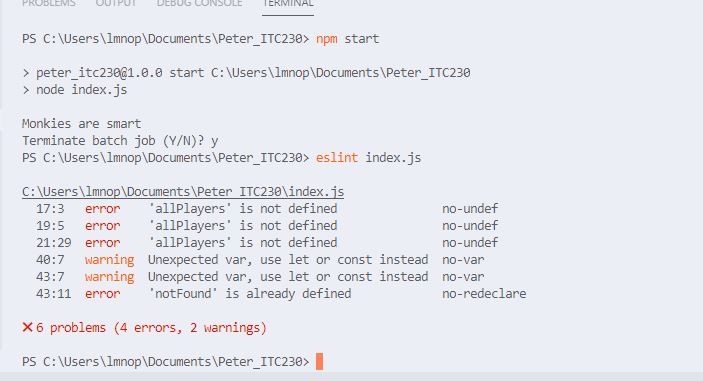 PROBLEMS OUTPUT DEBUG CONSOLE TERMINAL
PS C:\Users\lmnop\Documents\Peter_ITC230> npm start
> peter_itc230@1.0.0 start C:\Users\lmnop\Documents\Peter_ITC230
> node index.js
Monkies are smart
Terminate batch job (Y/N)? y
PS C:\Users\lmnop\Documents\Peter_ITC230> eslint index.js
C:\Users\lmnop\Documents\Peter_ITC230\index.js
17:3 error 'allPlayers' is not defined no-undef
19:5 error 'allPlayers' is not defined no-undef
21:29 error 'allPlayers' is not defined no-undef
40:7 warning Unexpected var, use let or const instead no-var
43:7 warning Unexpected var, use let or const instead no-var
43:11 error 'notFound' is already defined no-redeclare
✕ 6 problems (4 errors, 2 warnings)
PS C:\Users\lmnop\Documents\Peter_ITC230>